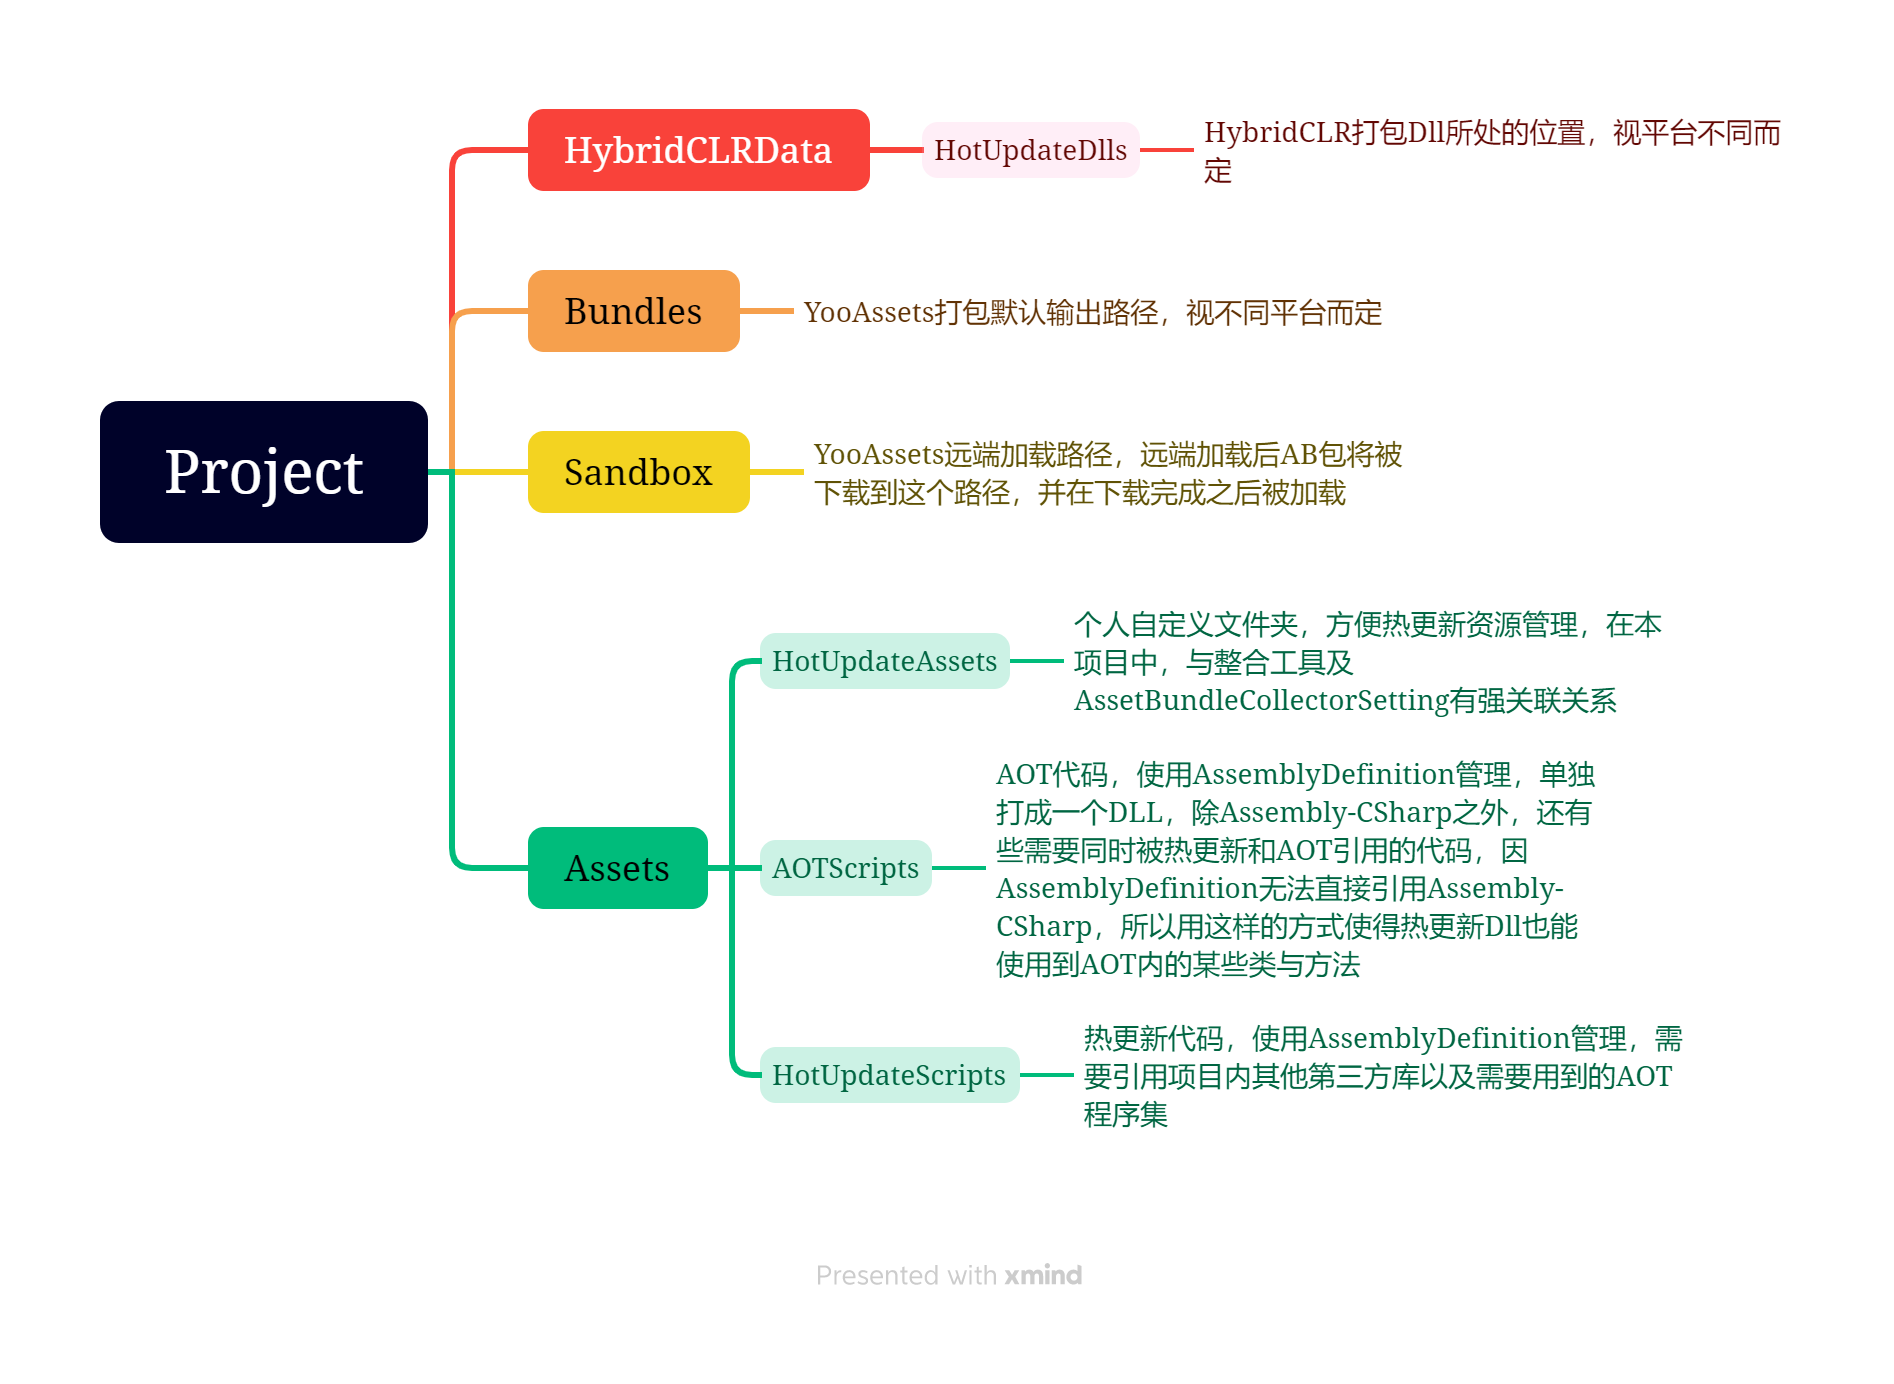 HybridCLRData
HotUpdateDlls
HybridCLR打包Dll所处的位置，视平台不同而
定
Bundles
YooAssets打包默认输出路径，视不同平台而定
Project
Sandbox
YooAssets远端加载路径，远端加载后AB包将被
下载到这个路径，并在下载完成之后被加载
Assets
HotUpdateAssets
个人自定义文件夹，方便热更新资源管理，在本
项目中，与整合工具及
AssetBundleCollectorSetting有强关联关系
AOTScripts
AOT代码，使用AssemblyDefinition管理，单独
打成一个DLL，除Assembly-CSharp之外，还有
些需要同时被热更新和AOT引用的代码，因
AssemblyDefinition无法直接引用Assembly-
CSharp，所以用这样的方式使得热更新Dll也能
使用到AOT内的某些类与方法
HotUpdateScripts
热更新代码，使用AssemblyDefinition管理，需
要引用项目内其他第三方库以及需要用到的AOT
程序集
Presented with xmind